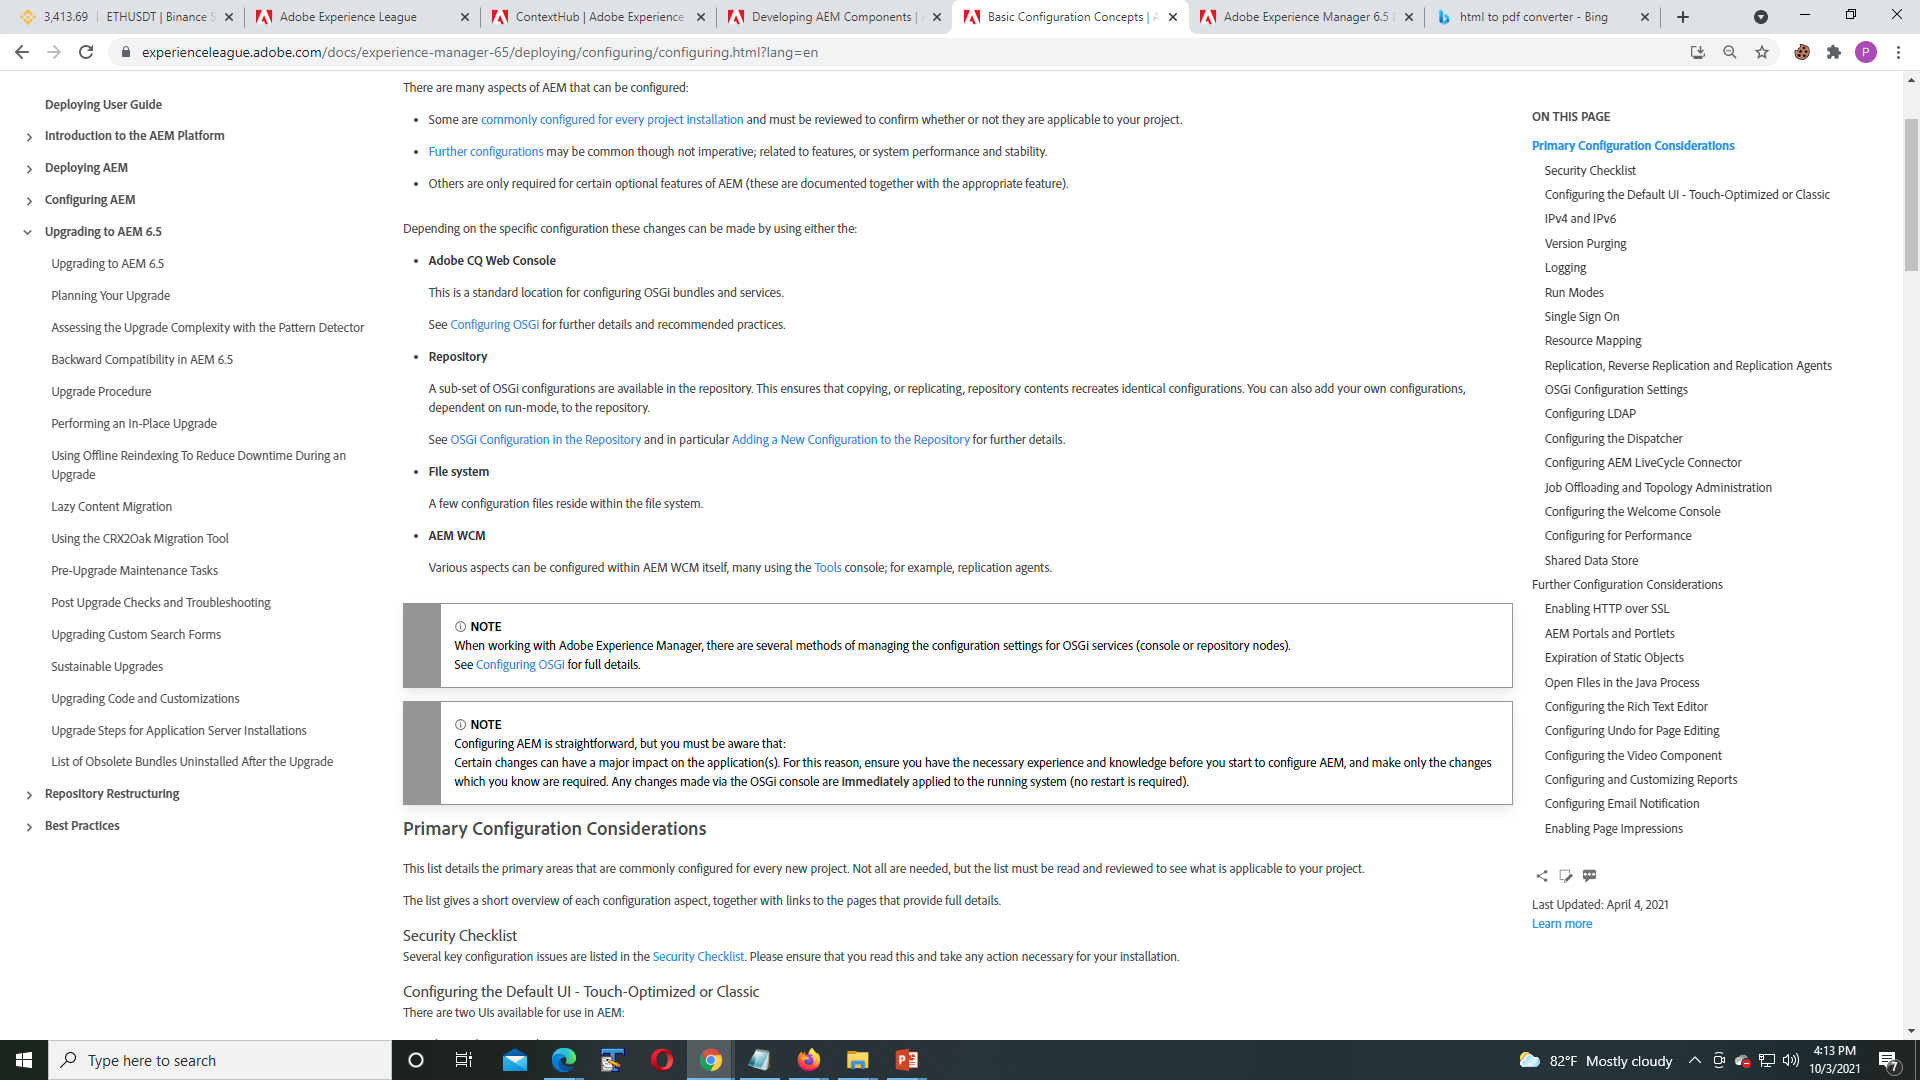 3,413.69 | ETHUSDT | Binance S
Adobe Experience League
ContextHub | Adobe Experience
Developing AEM Components | A
Basic Configuration Concepts | A
Adobe Experience Manager 6.5 D
html to pdf converter - Bing
experienceleague.adobe.com/docs/experience-manager-65/deploying/configuring/configuring.html?lang=en
P
Deploying User Guide
Introduction to the AEM Platform
Deploying AEM
Configuring AEM
Upgrading to AEM 6.5
Upgrading to AEM 6.5
Planning Your Upgrade
Assessing the Upgrade Complexity with the Pattern Detector
Backward Compatibility in AEM 6.5
Upgrade Procedure
Performing an In-Place Upgrade
Using Offline Reindexing To Reduce Downtime During an
Upgrade
Lazy Content Migration
Using the CRX2Oak Migration Tool
Pre-Upgrade Maintenance Tasks
Post Upgrade Checks and Troubleshooting
Upgrading Custom Search Forms
Sustainable Upgrades
Upgrading Code and Customizations
Upgrade Steps for Application Server Installations
List of Obsolete Bundles Uninstalled After the Upgrade
Repository Restructuring
Best Practices
There are many aspects of AEM that can be configured:
• Some are commonly configured for every project installation and must be reviewed to confirm whether or not they are applicable to your project.
• Further configurations may be common though not imperative; related to features, or system performance and stability.
• Others are only required for certain optional features of AEM (these are documented together with the appropriate feature).
Depending on the specific configuration these changes can be made by using either the:
• Adobe CQ Web Console
This is a standard location for configuring OSGi bundles and services.
See Configuring OSGi for further details and recommended practices.
• Repository
A sub-set of OSGi configurations are available in the repository. This ensures that copying, or replicating, repository contents recreates identical configurations. You can also add your own configurations,
dependent on run-mode, to the repository.
See OSGi Configuration in the Repository and in particular Adding a New Configuration to the Repository for further details.
• File system
A few configuration files reside within the file system.
• AEM WCM
Various aspects can be configured within AEM WCM itself, many using the Tools console; for example, replication agents.
NOTE
When working with Adobe Experience Manager, there are several methods of managing the configuration settings for OSGi services (console or repository nodes).
See Configuring OSGi for full details.
NOTE
Configuring AEM is straightforward, but you must be aware that:
Certain changes can have a major impact on the application(s). For this reason, ensure you have the necessary experience and knowledge before you start to configure AEM, and make only the changes
which you know are required. Any changes made via the OSGi console are immediately applied to the running system (no restart is required).
Primary Configuration Considerations
This list details the primary areas that are commonly configured for every new project. Not all are needed, but the list must be read and reviewed to see what is applicable to your project.
The list gives a short overview of each configuration aspect, together with links to the pages that provide full details.
Security Checklist
Several key configuration issues are listed in the Security Checklist. Please ensure that you read this and take any action necessary for your installation.
Configuring the Default UI - Touch-Optimized or Classic
There are two UIs available for use in AEM:
ON THIS PAGE
Primary Configuration Considerations
Security Checklist
Configuring the Default UI - Touch-Optimized or Classic
IPv4 and IPv6
Version Purging
Logging
Run Modes
Single Sign On
Resource Mapping
Replication, Reverse Replication and Replication Agents
OSGi Configuration Settings
Configuring LDAP
Configuring the Dispatcher
Configuring AEM LiveCycle Connector
Job Offloading and Topology Administration
Configuring the Welcome Console
Configuring for Performance
Shared Data Store
Further Configuration Considerations
Enabling HTTP over SSL
AEM Portals and Portlets
Expiration of Static Objects
Open FIles in the Java Process
Configuring the Rich Text Editor
Configuring Undo for Page Editing
Configuring the Video Component
Configuring and Customizing Reports
Configuring Email Notification
Enabling Page Impressions
Last Updated: April 4, 2021
Learn more
Type here to search
82°F Mostly cloudy
4:13 PM
10/3/2021
7